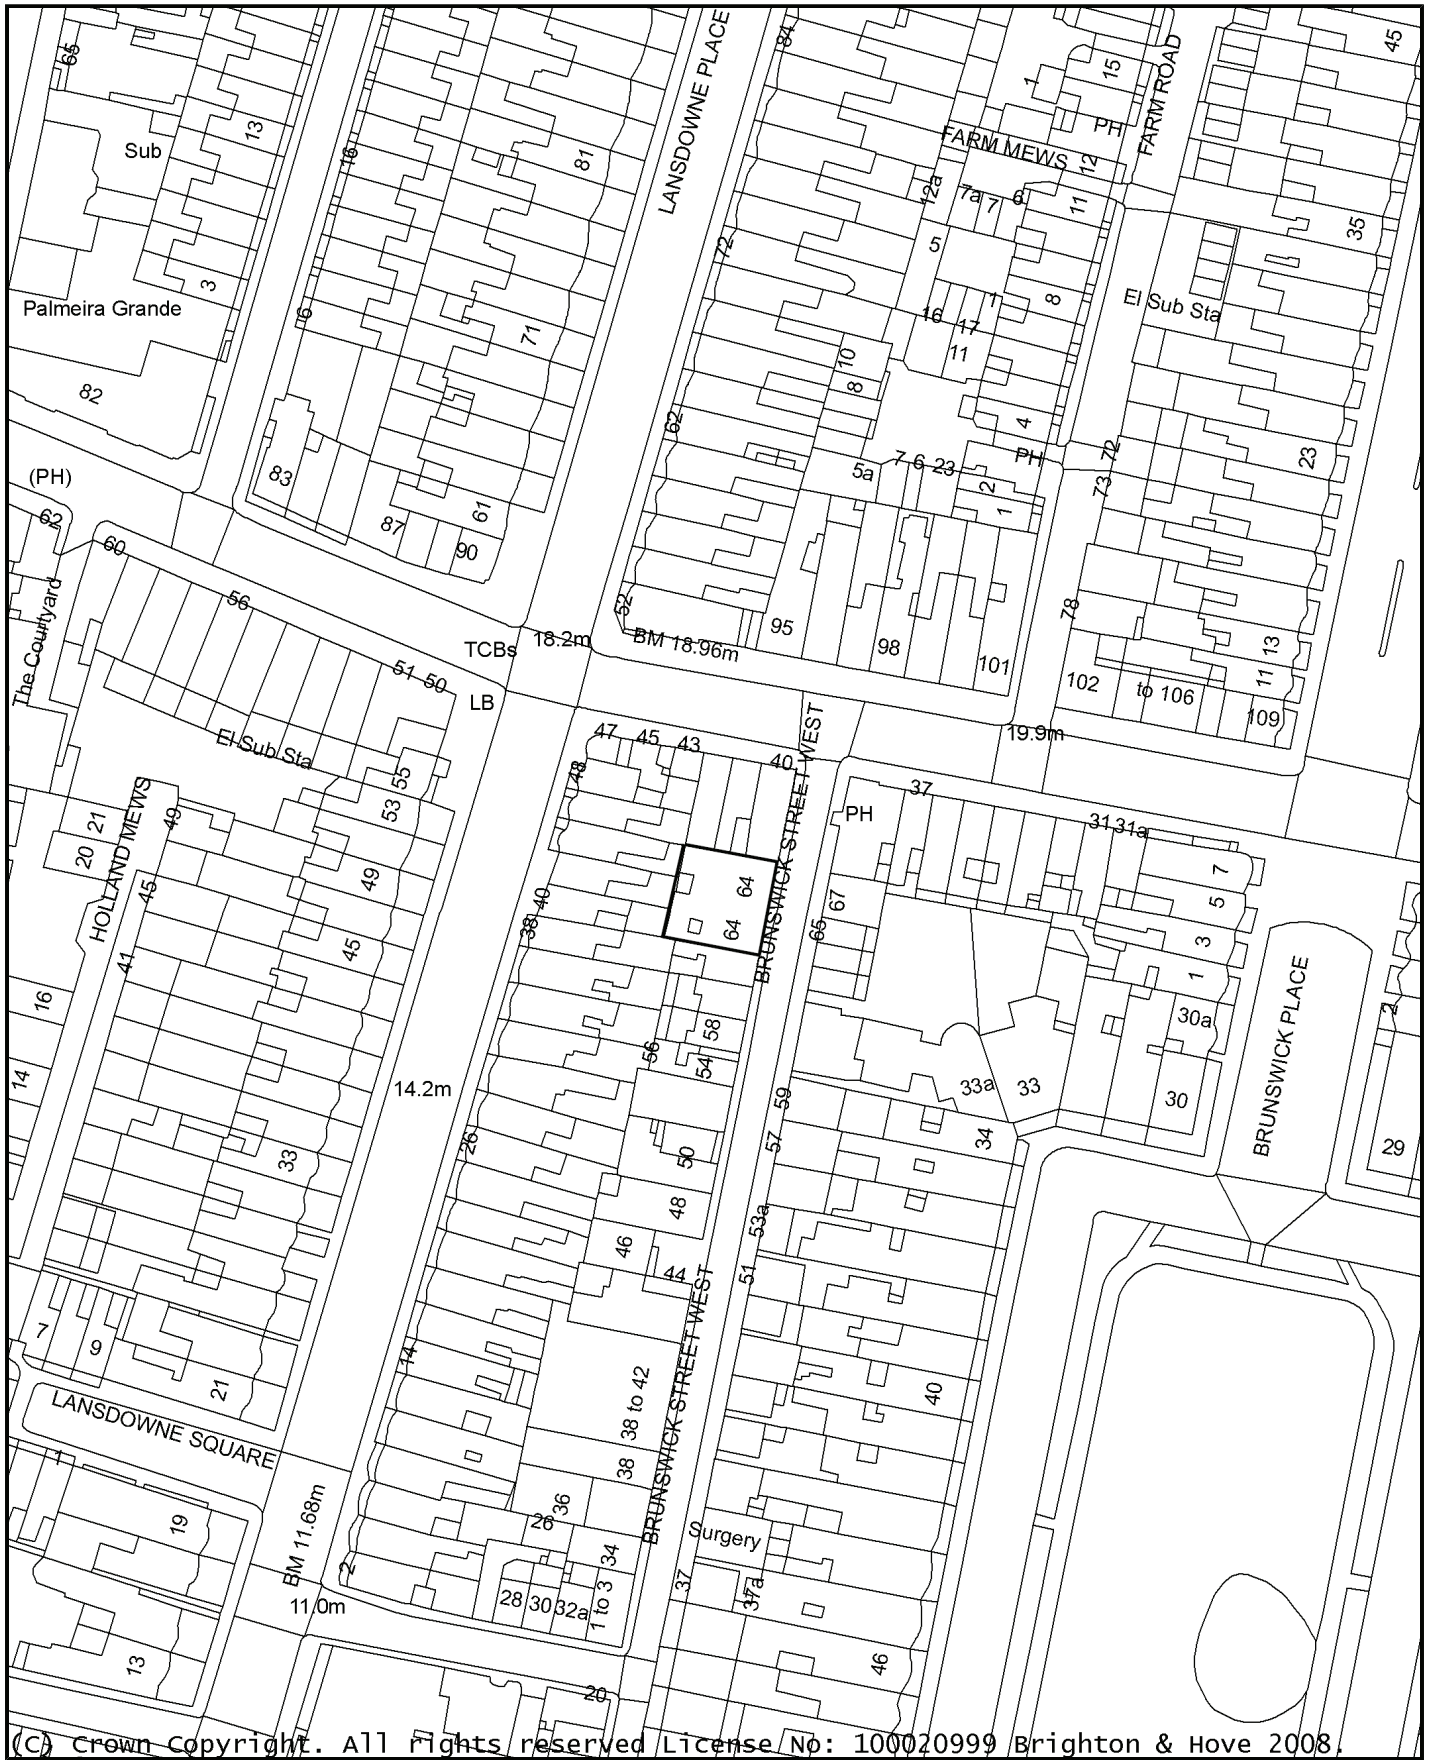 65
13
Sub
3
Palmeira Grande
82
(PH)
62
60
The Courtyard
56
51 50
El Sub Sta
16
6
83
87
90
61
71
81
LANSDOWNE PLACE
84
72
62
52
TCBs
18.2m
BM 18.96m
LB
95
98
101
10
8
5a
7 6 23
PH
2
1
4
16
17
11
1
8
5
12a
7a 7
6
11
12
FARM MEWS
PH
1
15
FARM ROAD
45
35
El Sub Sta
23
72
73
78
13
11
102
to 106
109
19.9m
47
45
43
40
48
BRUNSWICK STREET WEST
PH
37
31 31a
7
5
3
1
30a
30
67
65
64
64
40
38
58
56
54
50
48
46
44
59
57
53a
51
33a
33
34
BRUNSWICK PLACE
2
29
55
53
49
45
33
21
HOLLAND MEWS
49
45
41
21
20
16
14
14.2m
26
14
7
9
LANSDOWNE SQUARE
1
19
13
BM 11.68m
11.0m
2
38 to 42
38
36
26
34
28
30
32a
1 to 3
BRUNSWICK STREET WEST
Surgery
37
37a
40
46
20
(C) Crown Copyright. All rights reserved License No: 100020999 Brighton & Hove 2008.